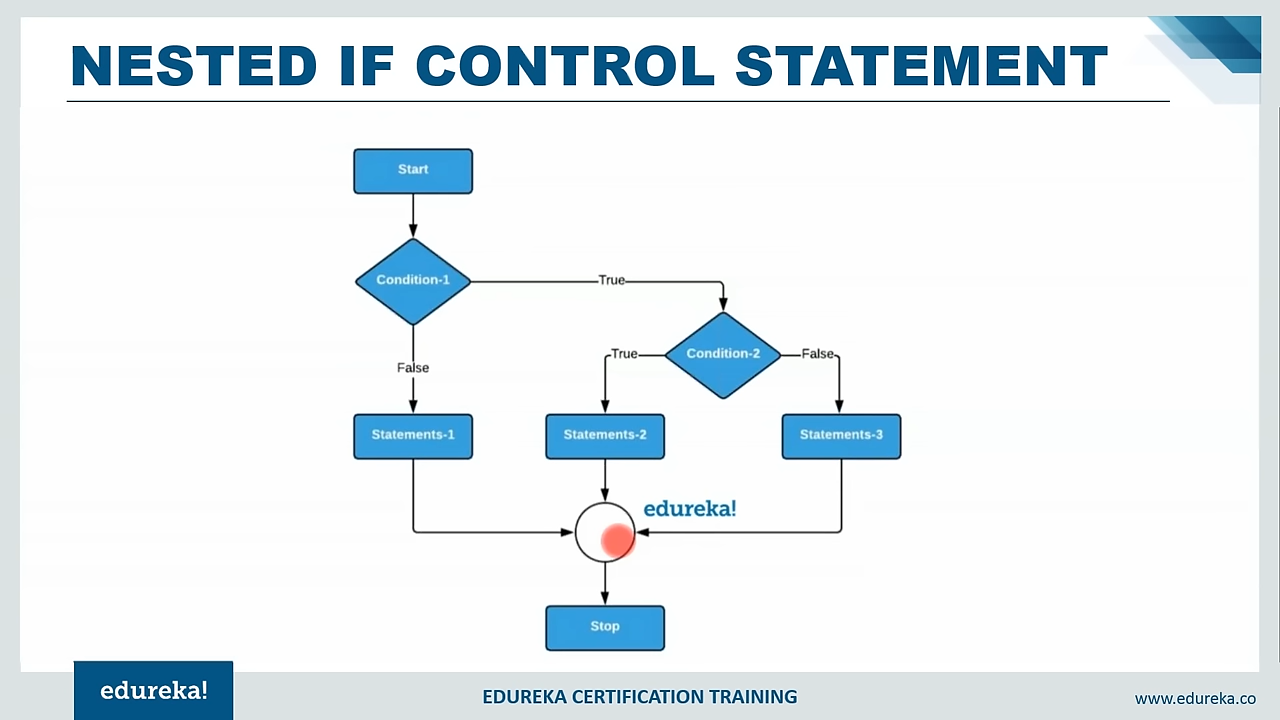 NESTED IF CONTROL STATEMENT
Start
Condition-1
True
Condition-2
True
False
False
Statements-1
Statements-2
Statements-3
edureka!
Stop
edureka!
EDUREKA CERTIFICATION TRAINING
www.edureka.co